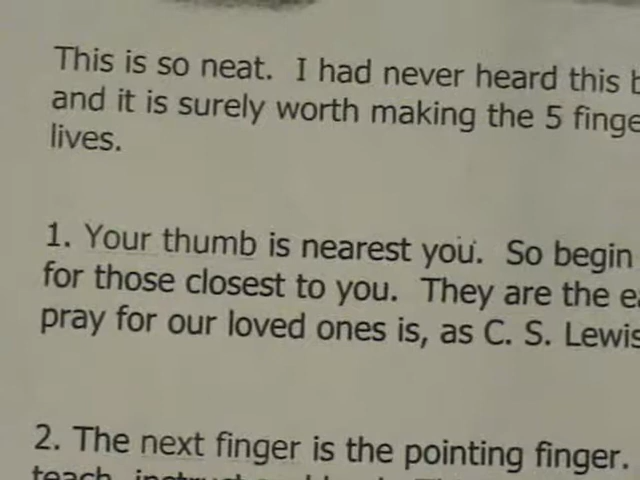 This is so neat. I had never heard this
and it is surely worth making the 5
lives.
1. Your thumb is nearest you. So begin
for those closest to you. They are the
pray for our loved ones is, as C. S. Lewis
2. The next finger is the pointing finger.
teach, instruct